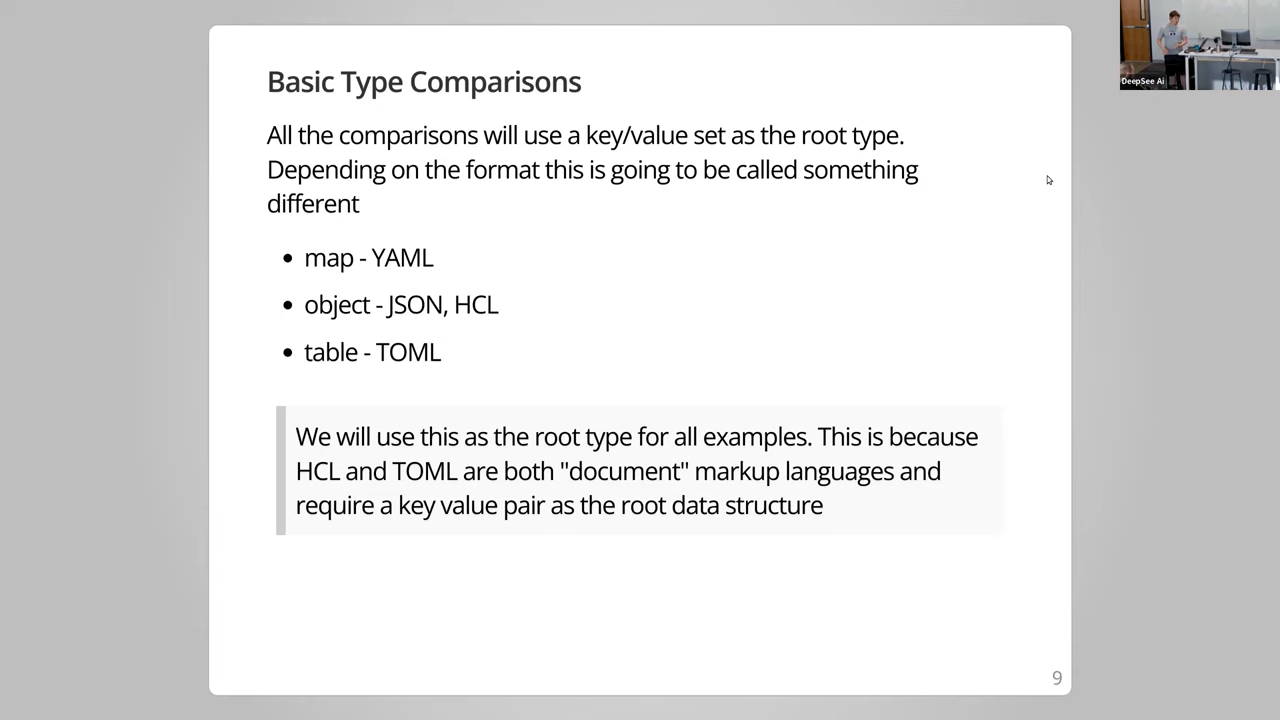 Basic Type Comparisons
All the comparisons will use a key/value set as the root type.
Depending on the format this is going to be called something
different
• map - YAML
• object - JSON, HCL
• table - TOML
We will use this as the root type for all examples. This is because
HCL and TOML are both "document" markup languages and
require a key value pair as the root data structure
9
DeepSee Ai